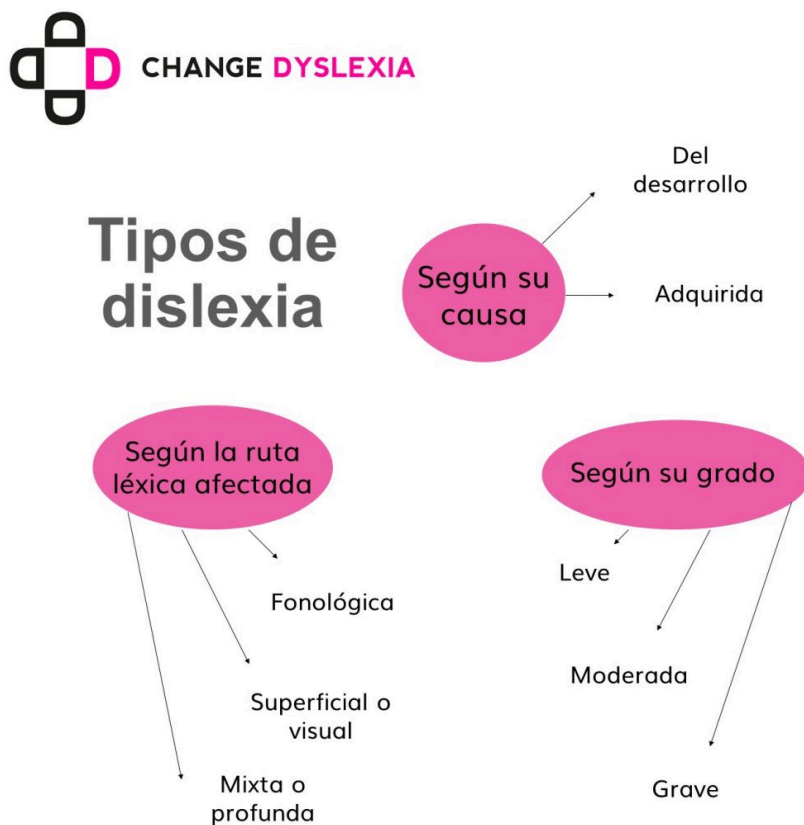 CHANGE DYSLEXIA
Tipos de
dislexia
Según su
causa
Del
desarrollo
Adquirida
Según la ruta
léxica afectada
Fonológica
Superficial o
visual
Mixta o
profunda
Según su grado
Leve
Moderada
Grave